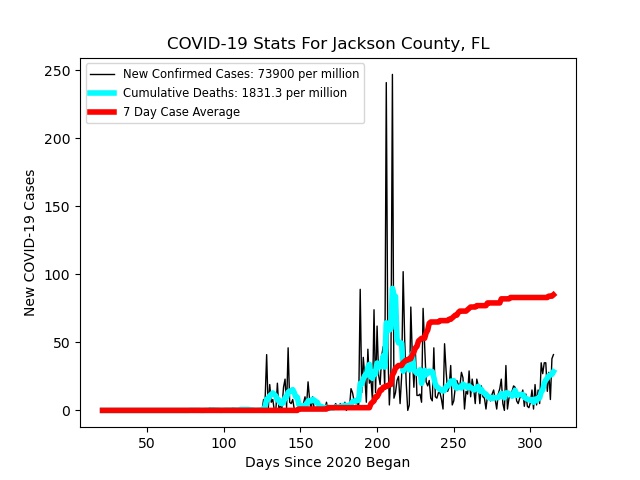 COVID-19 Stats For Jackson County, FL
New Confirmed Cases: 73900 per million
Cumulative Deaths: 1831.3 per million
7 Day Case Average
New COVID-19 Cases
250
200
150
100
50
0
50 100 150 200 250 300
Days Since 2020 Began